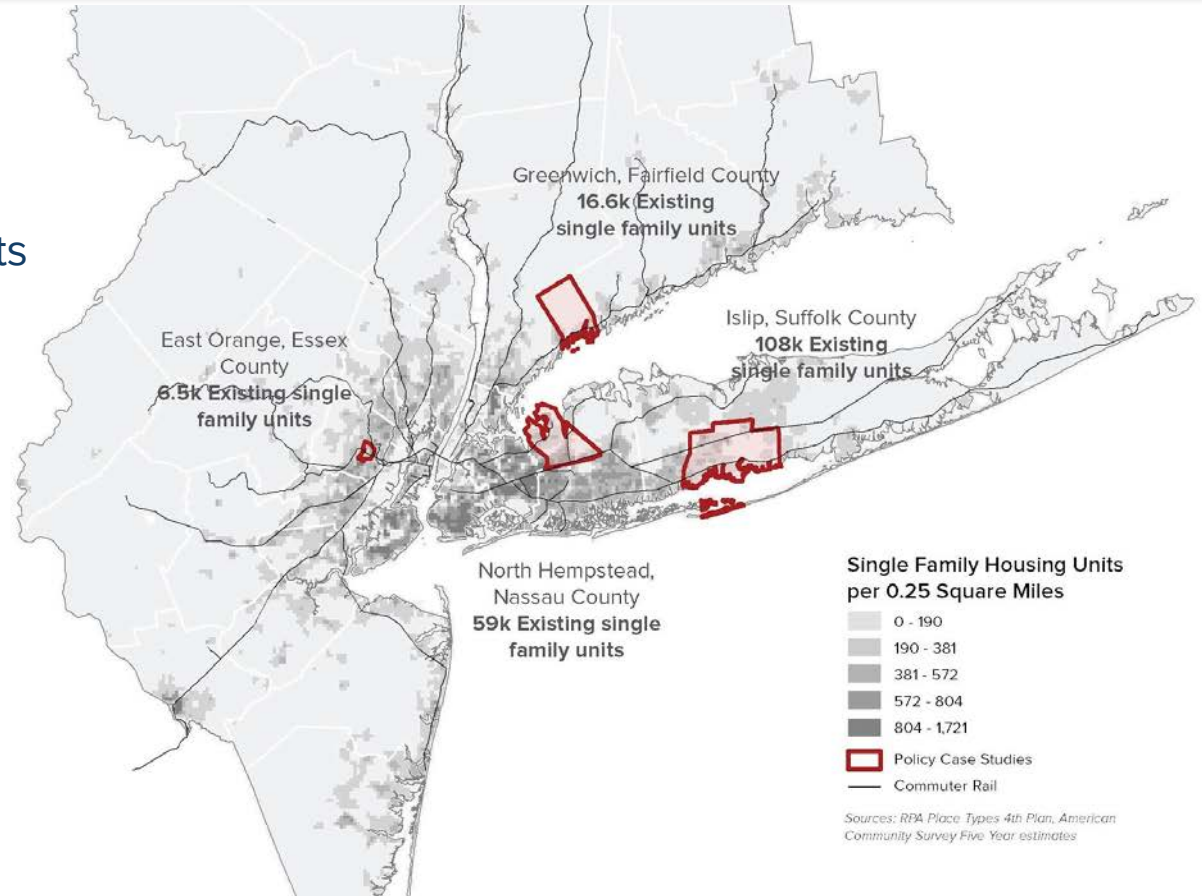 ts
Greenwich, Fairfield County
16.6k Existing
single family units
East Orange, Essex
County
6.5k Existing single
family units
Islip, Suffolk County
108k Existing
single family units
North Hempstead,
Nassau County
59k Existing single
family units
Single Family Housing Units
per 0.25 Square Miles
0 - 190
190 - 381
381 - 572
572 - 804
804 - 1,721
Policy Case Studies
Commuter Rail
Sources: RPA Place Types 4th Plan, American
Community Survey Five Year estimates